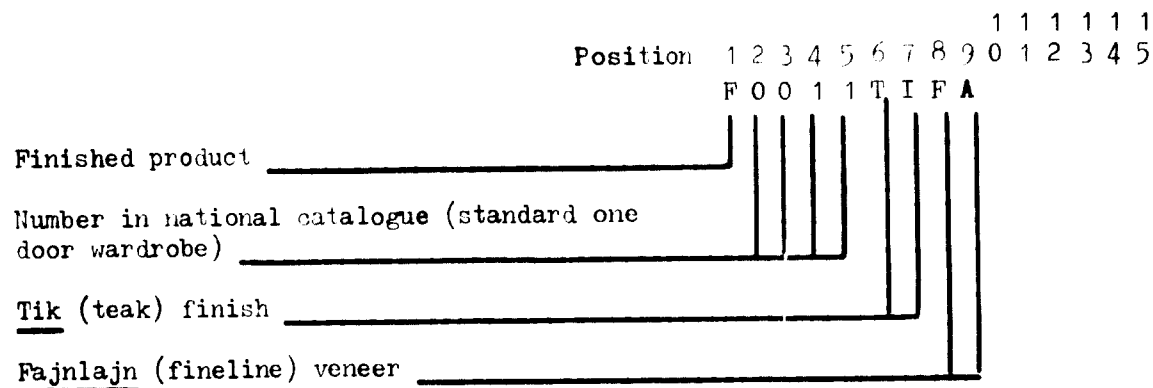 1 1 1 1 1 1
Position 1 2 3 4 5 6 7 8 9 0 1 2 3 4 5
F 0 0 1 1 T I F A
Finished product
Number in national catalogue (standard one
door wardrobe)
Tik (teak) finish
Fajnlajn (fineline) veneer